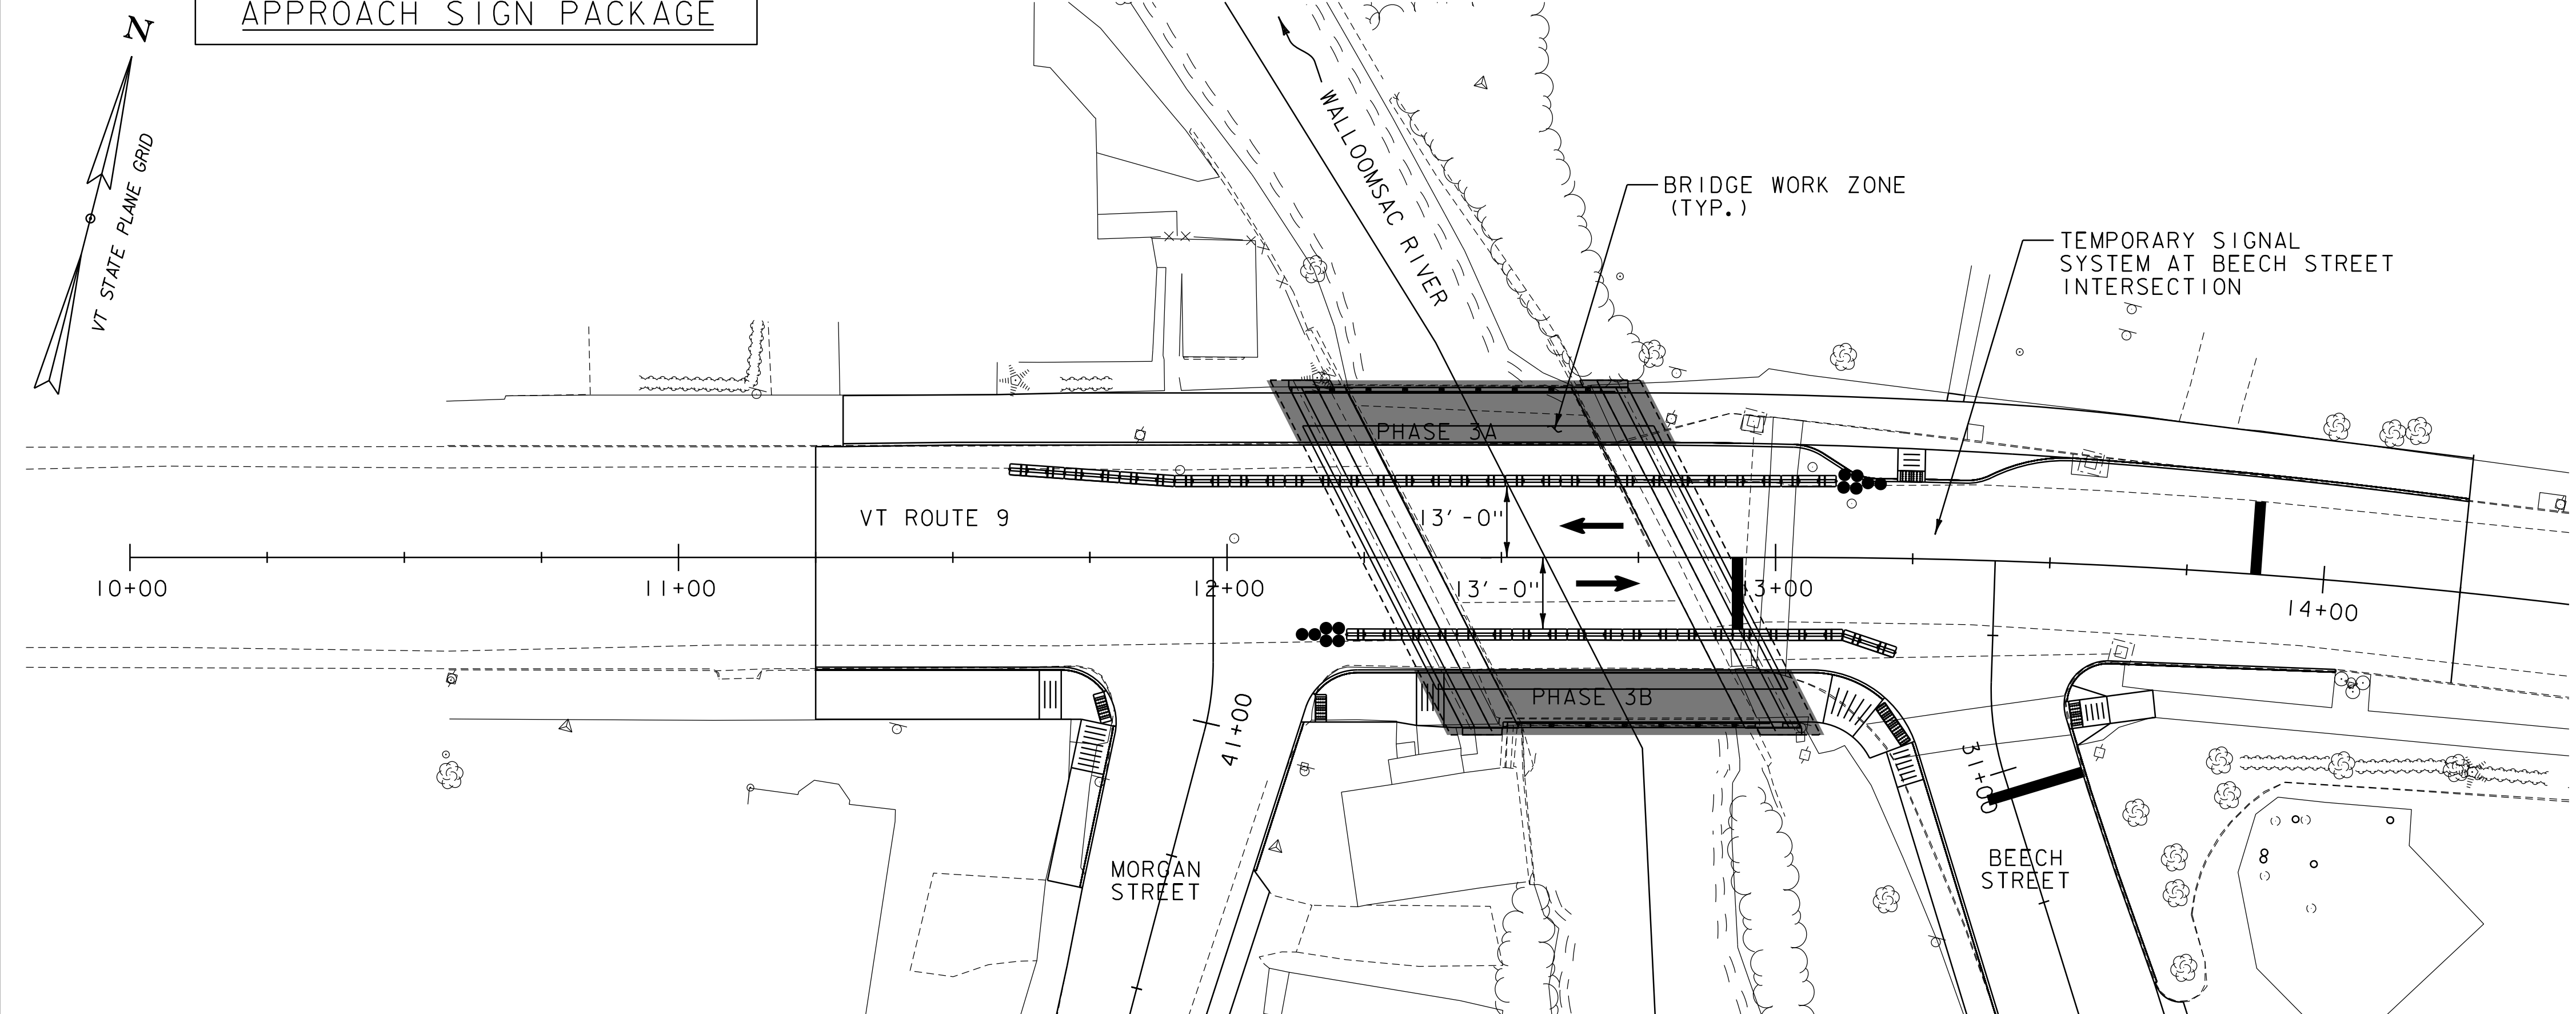 APPROACH SIGN PACKAGE
N
VT STATE PLANE GRID
WALLOOMSAC RIVER
BRIDGE WORK ZONE
(TYP.)
TEMPORARY SIGNAL
SYSTEM AT BEECH STREET
INTERSECTION
PHASE 3A
VT ROUTE 9
13'-0"
13'-0"
10+00
11+00
12+00
13+00
14+00
PHASE 3B
41+00
31+00
MORGAN
STREET
BEECH
STREET